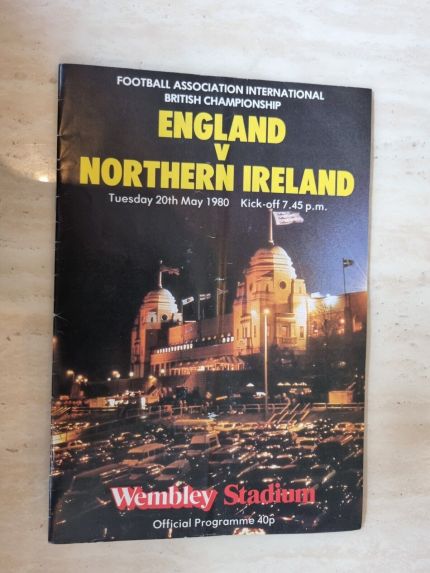 FOOTBALL ASSOCIATION INTERNATIONAL
BRITISH CHAMPIONSHIP
ENGLAND
V
NORTHERN IRELAND
Tuesday 20th May 1980 Kick-off 7.45 p.m.
Wembley Stadium
Official Programme 40p